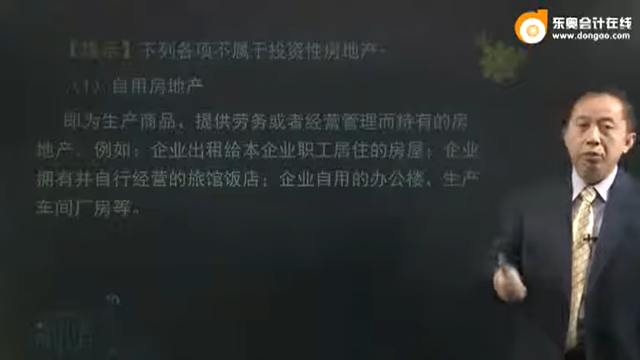 东奥会计在线
www.dongao.com
【提示】下列各项不属于投资性房地产：
（1）自用房地产
即为生产商品、提供劳务或者经营管理而持有的房
地产。例如：企业出租给本企业职工居住的房屋；企业
拥有并自行经营的旅馆饭店；企业自用的办公楼、生产
车间厂房等。